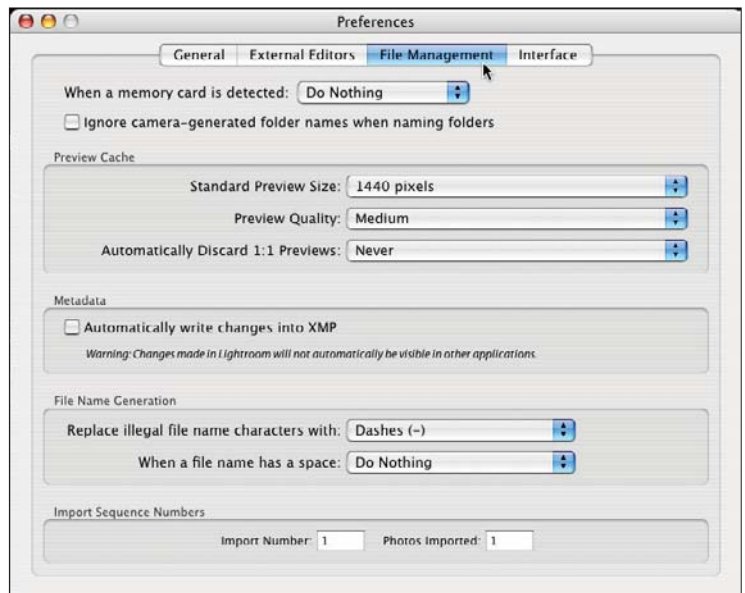 Preferences
General External Editors File Management Interface
When a memory card is detected: Do Nothing
Ignore camera-generated folder names when naming folders
Preview Cache
Standard Preview Size: 1440 pixels
Preview Quality: Medium
Automatically Discard 1:1 Previews: Never
Metadata
Automatically write changes into XMP
Warning: Changes made in Lightroom will not automatically be visible in other applications.
File Name Generation
Replace illegal file name characters with: Dashes (-)
When a file name has a space: Do Nothing
Import Sequence Numbers
Import Number: 1 Photos Imported: 1